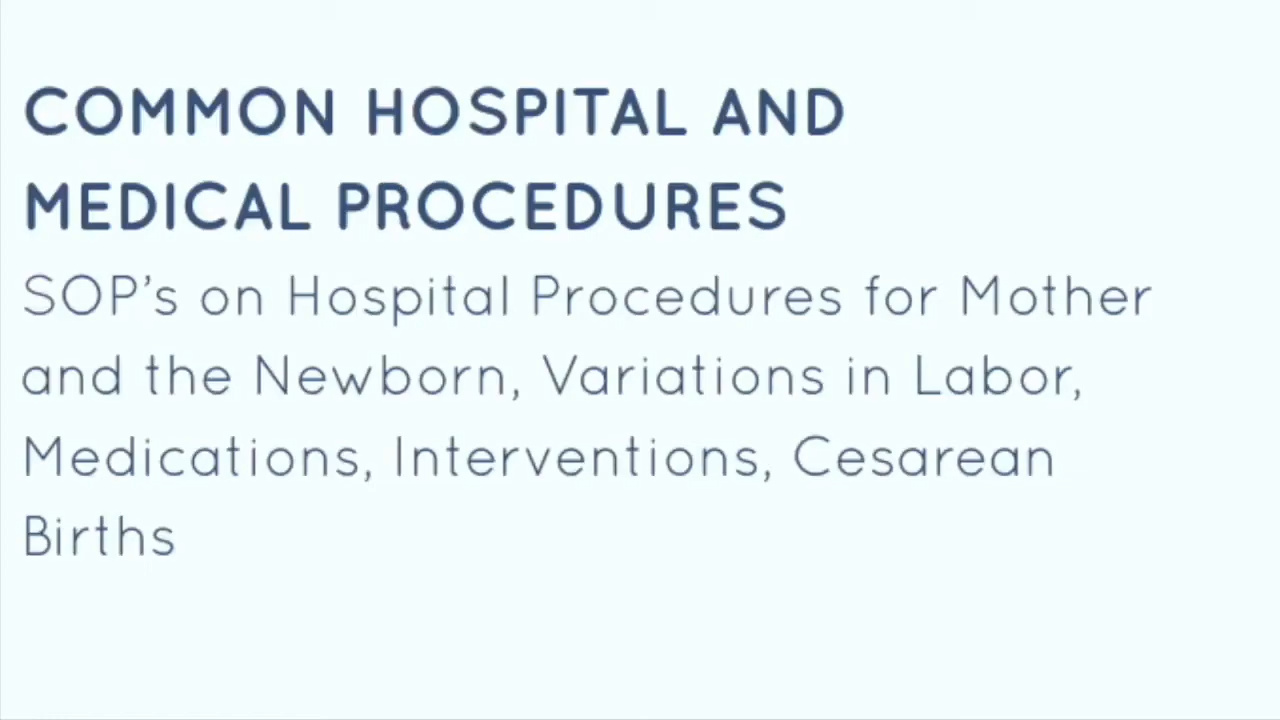 COMMON HOSPITAL AND
MEDICAL PROCEDURES
SOP’s on Hospital Procedures for Mother
and the Newborn, Variations in Labor,
Medications, Interventions, Cesarean
Births